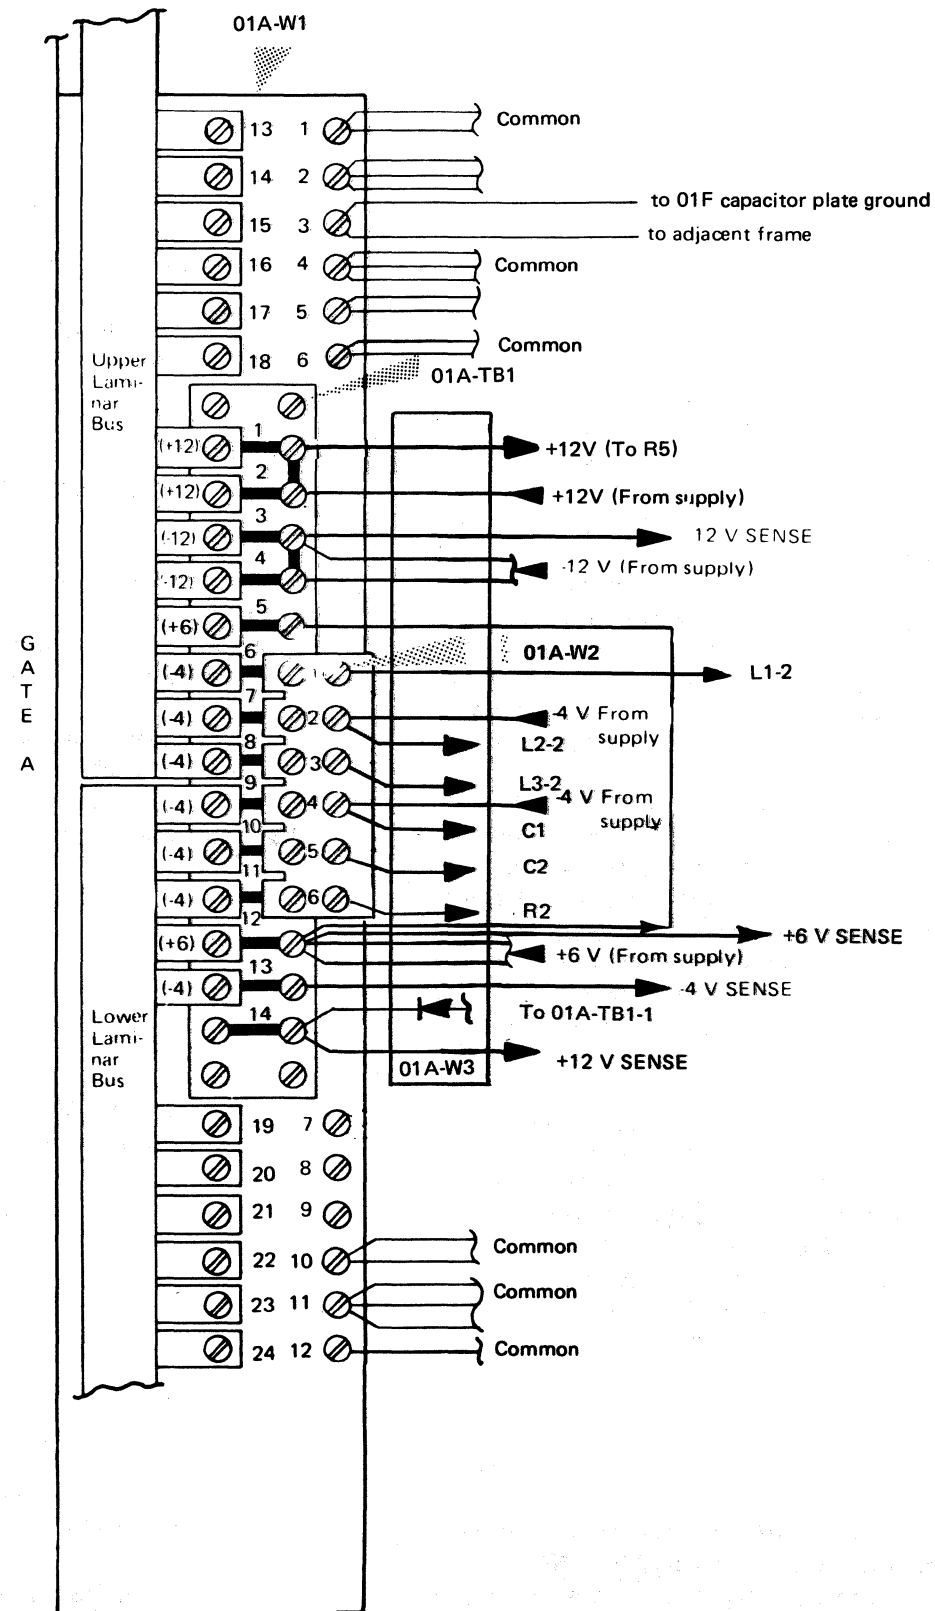 01A-W1
13 1 Common
14 2
to 01F capacitor plate ground
15 3
to adjacent frame
16 4 Common
17 5
18 6 Common
Upper
Lami-
nar
Bus
01A-TB1
1
(+12) +12V (To R5)
2
(+12) +12V (From supply)
3
(-12) 12 V SENSE
4
(-12) -12 V (From supply)
5
(+6)
6
01A-W2
(-4) L1-2
7
(-4) 2 -4 V From
supply
L2-2
8
(-4) 3
L3-2
9
(-4) 4 -4 V From
supply
C1
10
(-4) 5
C2
11
(-4) 6
R2
12
(+6) +6 V SENSE
+6 V (From supply)
13
(-4) -4 V SENSE
14
To 01A-TB1-1
+12 V SENSE
01A-W3
GATE A
Lower
Lami-
nar
Bus
19 7
20 8
21 9
22 10 Common
23 11 Common
24 12 Common